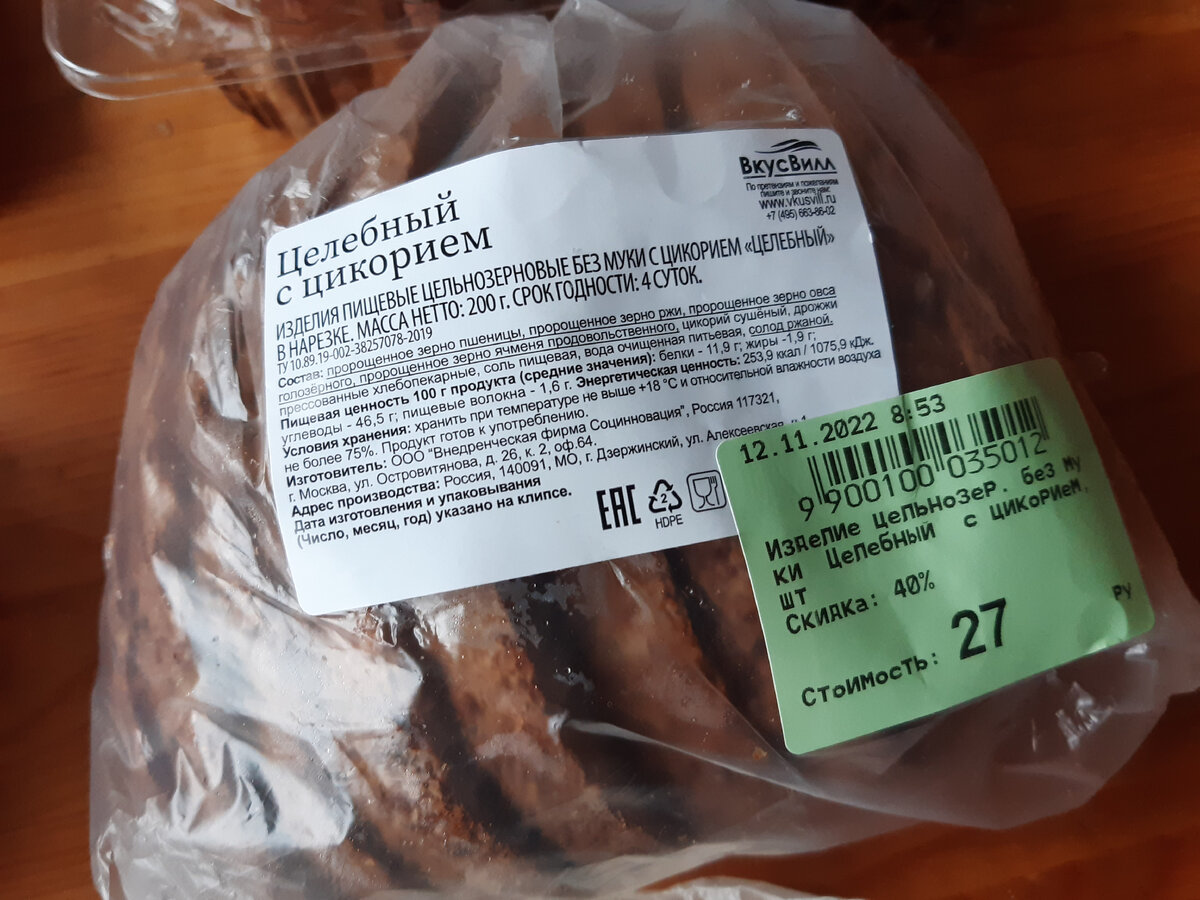 Целебный
с цикорием
ВкусВилл
По претензиям и пожеланиям
пишите и звоните нам:
www.vkusvill.ru
+7 (495) 663-86-02
ИЗДЕЛИЯ ПИЩЕВЫЕ ЦЕЛЬНОЗЕРНОВЫЕ БЕЗ МУКИ С ЦИКОРИЕМ «ЦЕЛЕБНЫЙ»
В НАРЕЗКЕ. МАССА НЕТТО: 200 г. СРОК ГОДНОСТИ: 4 СУТОК.
ТУ 10.89.19-002-38257078-2019
Состав: пророщенное зерно пшеницы, пророщенное зерно ржи, пророщенное зерно овса
голозёрного, пророщенное зерно ячменя продовольственного, цикорий сушёный, дрожжи
прессованные хлебопекарные, соль пищевая, вода очищенная питьевая, солод ржаной.
Пищевая ценность 100 г продукта (средние значения): белки - 11,9 г; жиры -1,9 г;
углеводы - 46,5 г; пищевые волокна - 1,6 г. Энергетическая ценность: 253,9 ккал / 1075,9 кДж.
Условия хранения: хранить при температуре не выше +18 °С и относительной влажности воздуха
не более 75%. Продукт готов к употреблению.
Изготовитель: ООО "Внедренческая фирма Социнновация", Россия 117321,
г. Москва, ул. Островитянова, д. 26, к. 2, оф.64.
Адрес производства: Россия, 140091, МО, г. Дзержинский, ул. Алексеевская,
Дата изготовления и упаковывания
(Число, месяц, год) указано на клипсе.
ЕАС
2
HDPE
12.11.2022 8:53
9 900100 035012
Изделие цельнозер. без му
ки Целебный с цикорием,
шт
Скидка: 40%
Стоимость: 27
РУ